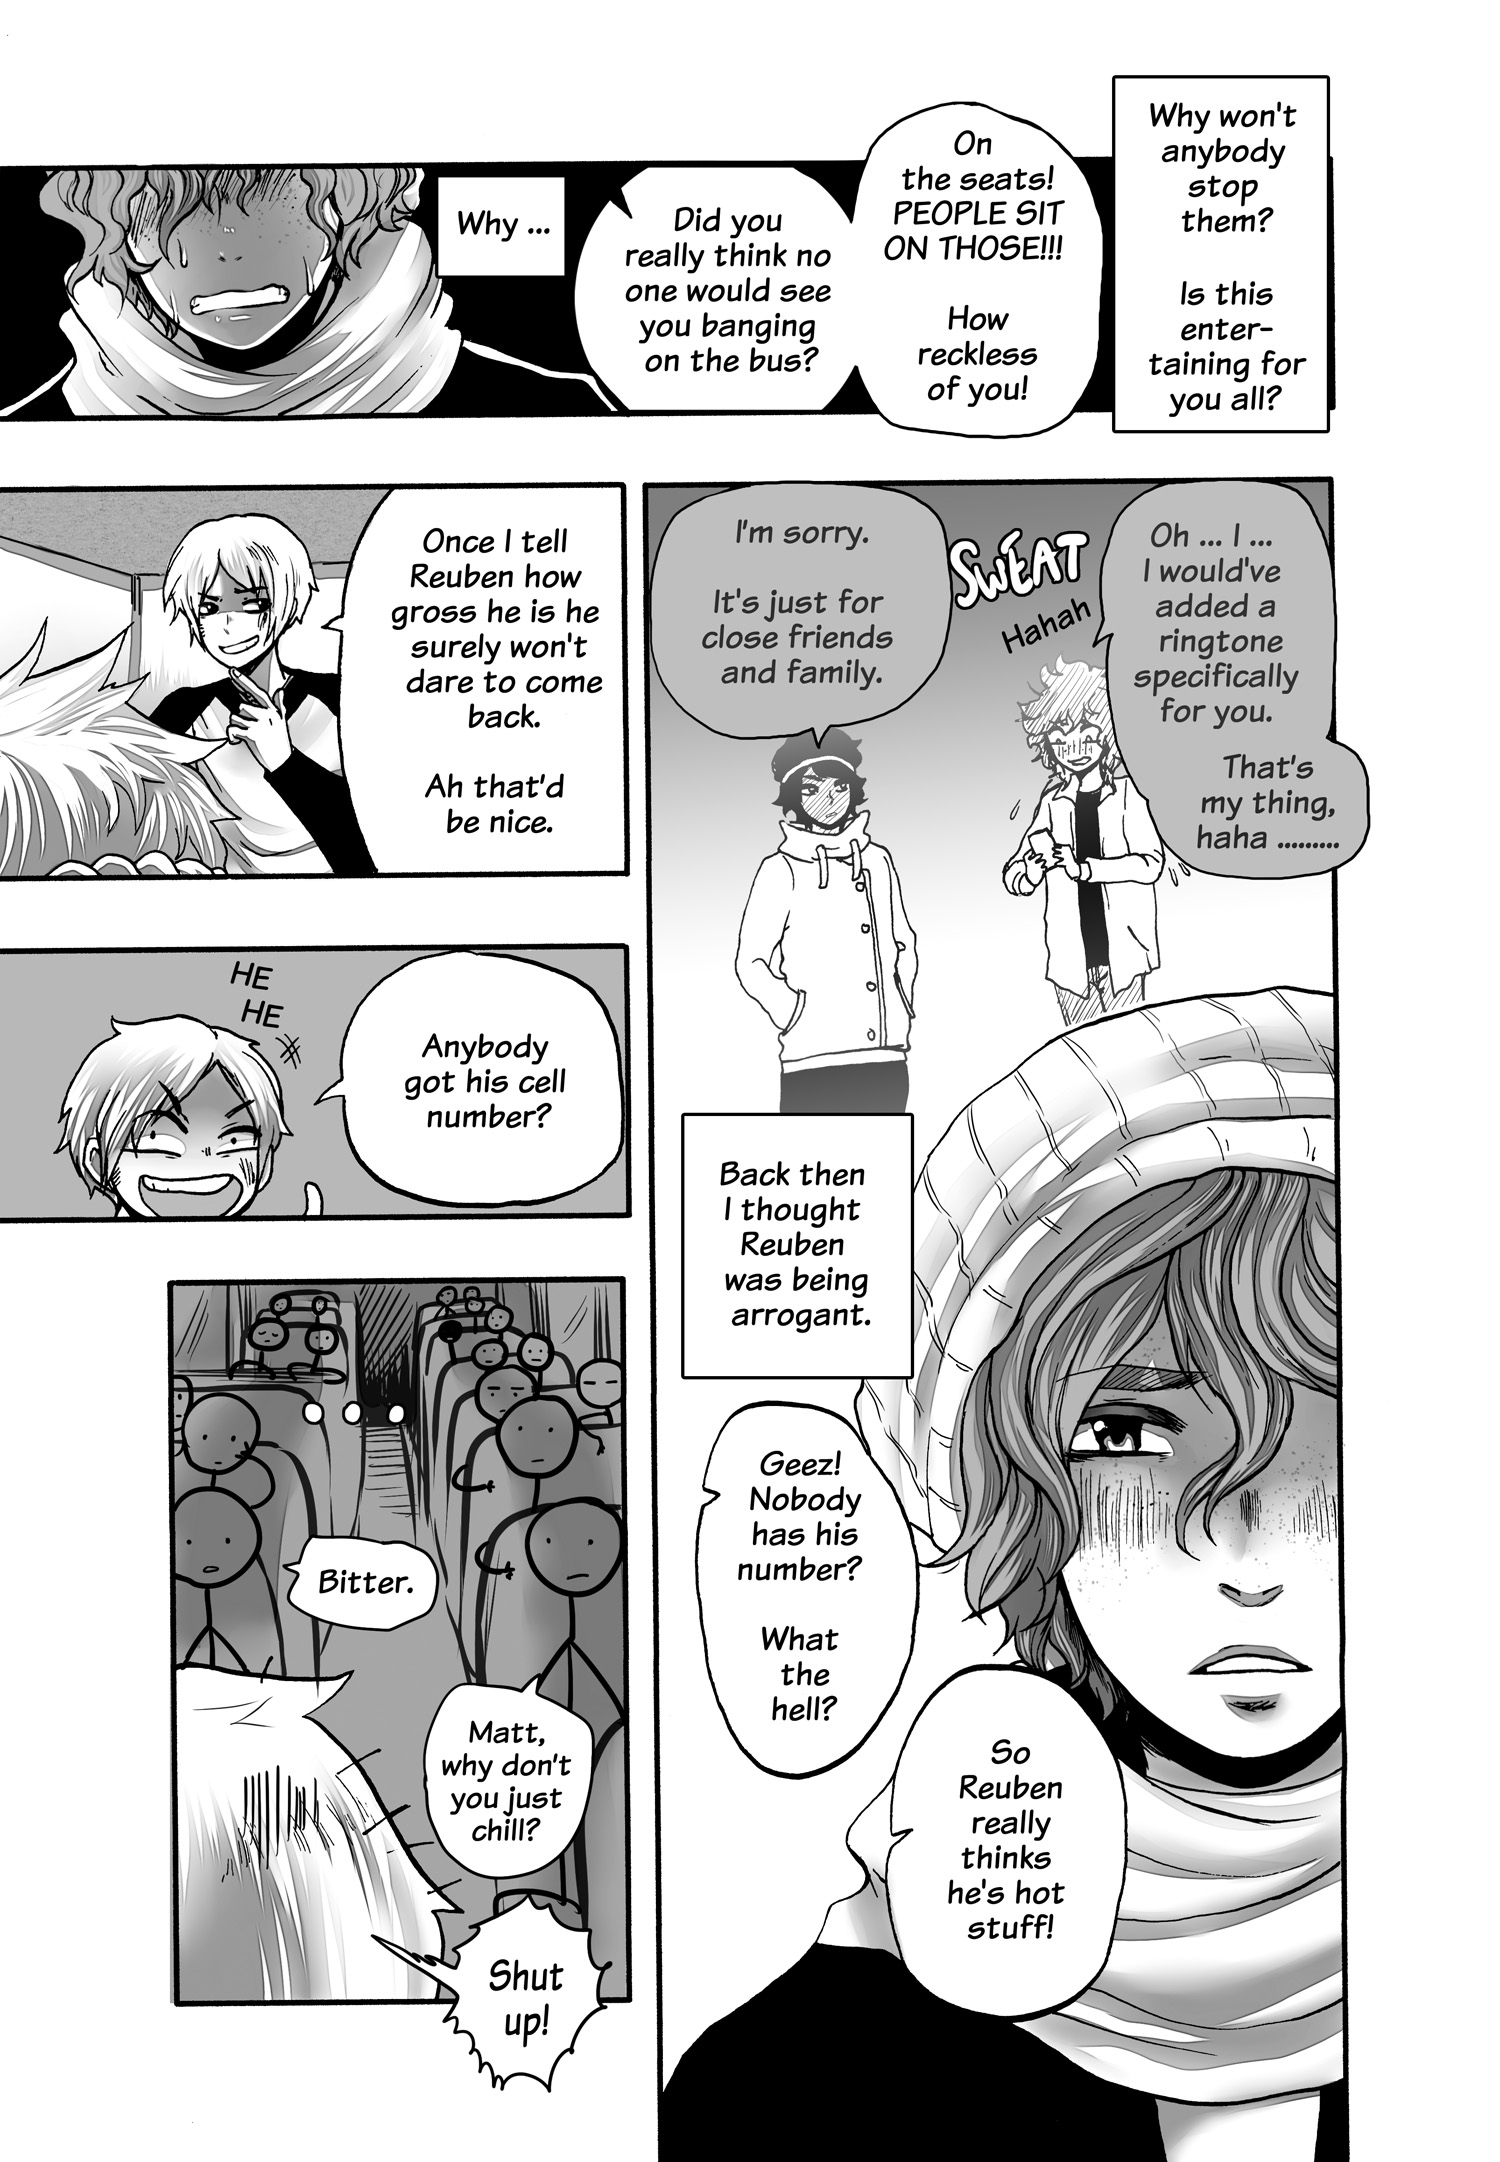 Why ...
Did you
really think no
one would see
you banging
on the bus?
On
the seats!
PEOPLE SIT
ON THOSE!!!
How
reckless
of you!
Why won't
anybody
stop
them?
Is this
enter-
taining for
you all?
Once I tell
Reuben how
gross he is he
surely won't
dare to come
back.
Ah that'd
be nice.
HE
HE
Anybody
got his cell
number?
Bitter.
Matt,
why don't
you just
chill?
Shut
up!
I'm sorry.
It's just for
close friends
and family.
SWEAT
Hahah
Oh ... I ...
I would've
added a
ringtone
specifically
for you.
That's
my thing,
haha .........
Back then
I thought
Reuben
was being
arrogant.
Geez!
Nobody
has his
number?
What
the
hell?
So
Reuben
really
thinks
he's hot
stuff!